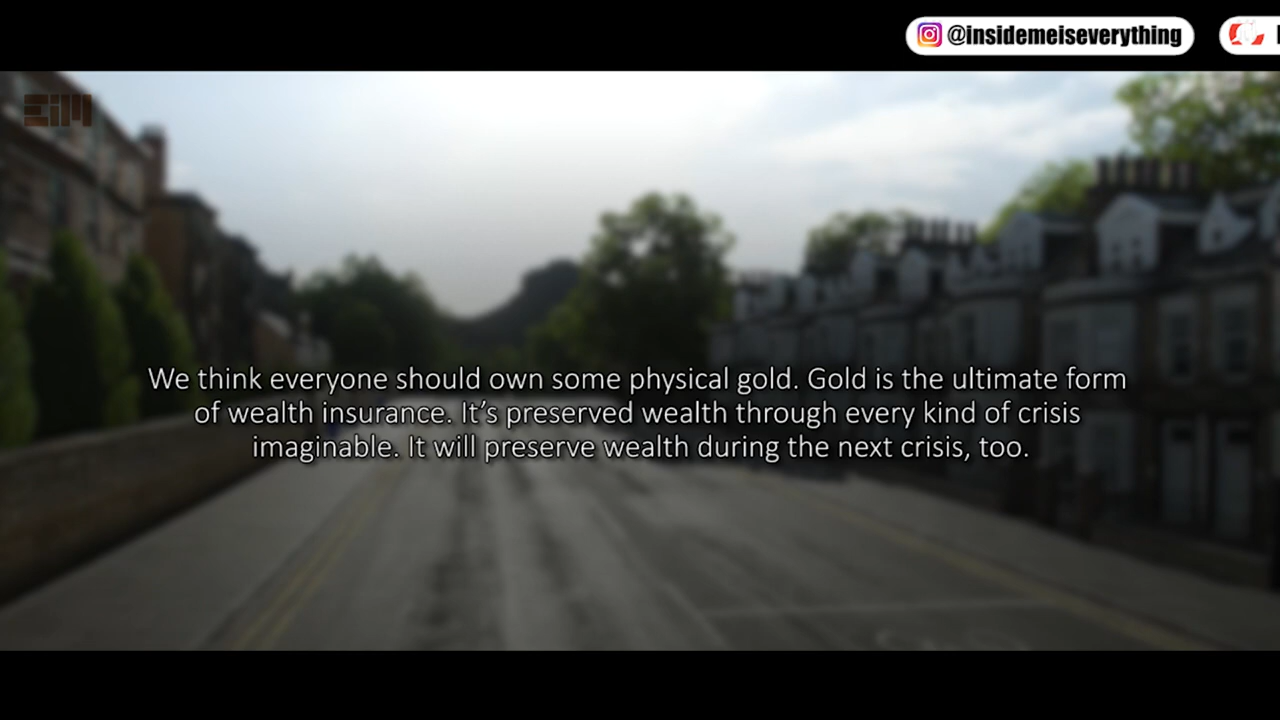 @insidemeiseverything
EiM
We think everyone should own some physical gold. Gold is the ultimate form
of wealth insurance. It’s preserved wealth through every kind of crisis
imaginable. It will preserve wealth during the next crisis, too.